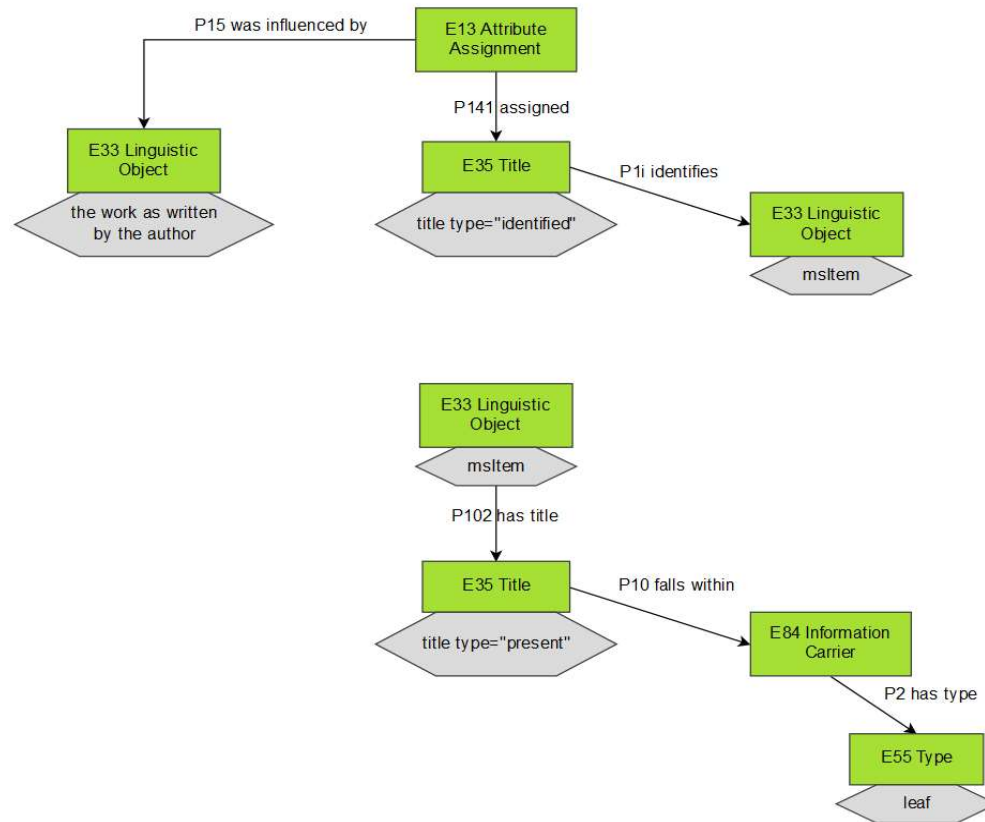 P15 was influenced by
E13 Attribute
Assignment
P141 assigned
E33 Linguistic
Object
the work as written
by the author
E35 Title
title type="identified"
P1i identifies
E33 Linguistic
Object
msItem
E33 Linguistic
Object
msItem
P102 has title
E35 Title
title type="present"
P10 falls within
E84 Information
Carrier
P2 has type
E55 Type
leaf